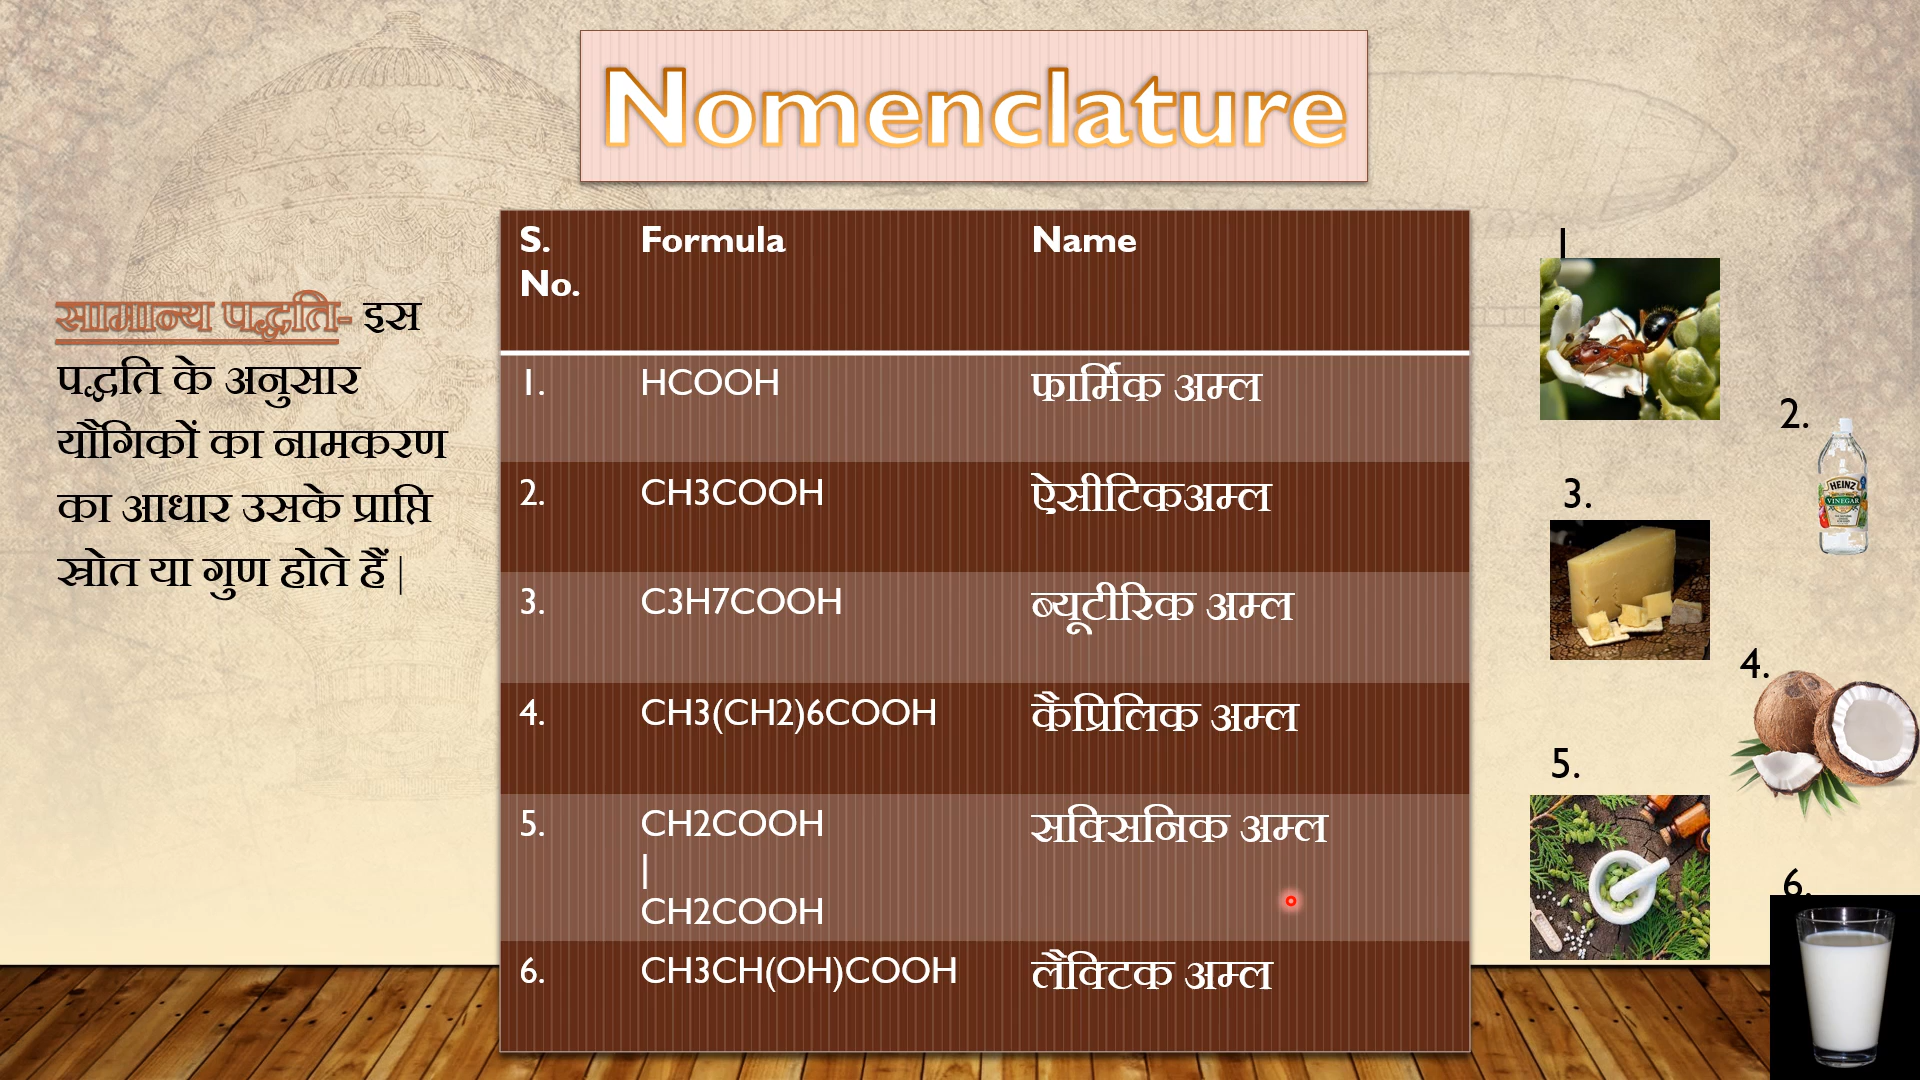 Nomenclature
सामान्य पद्धति- इस
पद्धति के अनुसार
यौगिकों का नामकरण
का आधार उसके प्राप्ति
स्रोत या गुण होते हैं |
S. No. Formula Name
1. HCOOH फार्मिक अम्ल
2. CH3COOH ऐसीटिकअम्ल
3. C3H7COOH ब्यूटीरिक अम्ल
4. CH3(CH2)6COOH कैप्रिलिक अम्ल
5. CH2COOH सक्सिनिक अम्ल
|
CH2COOH
6. CH3CH(OH)COOH लैक्टिक अम्ल
1
2.
HEINZ
VINEGAR
3.
4.
5.
6.